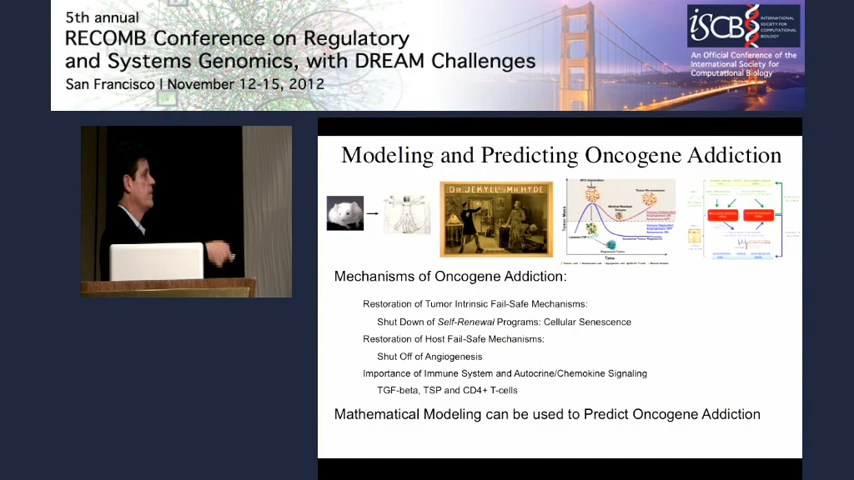 5th annual
RECOMB Conference on Regulatory
and Systems Genomics, with DREAM Challenges
San Francisco | November 12-15, 2012
iSCB
INTERNATIONAL
SOCIETY FOR
COMPUTATIONAL
BIOLOGY
An Official Conference of the
International Society for
Computational Biology
Modeling and Predicting Oncogene Addiction
DR. JEKYLL AND MR. HYDE
Tumor Mass
Time
Mechanisms of Oncogene Addiction:
Restoration of Tumor Intrinsic Fail-Safe Mechanisms:
Shut Down of Self-Renewal Programs: Cellular Senescence
Restoration of Host Fail-Safe Mechanisms:
Shut Off of Angiogenesis
Importance of Immune System and Autocrine/Chemokine Signaling
TGF-beta, TSP and CD4+ T-cells
Mathematical Modeling can be used to Predict Oncogene Addiction